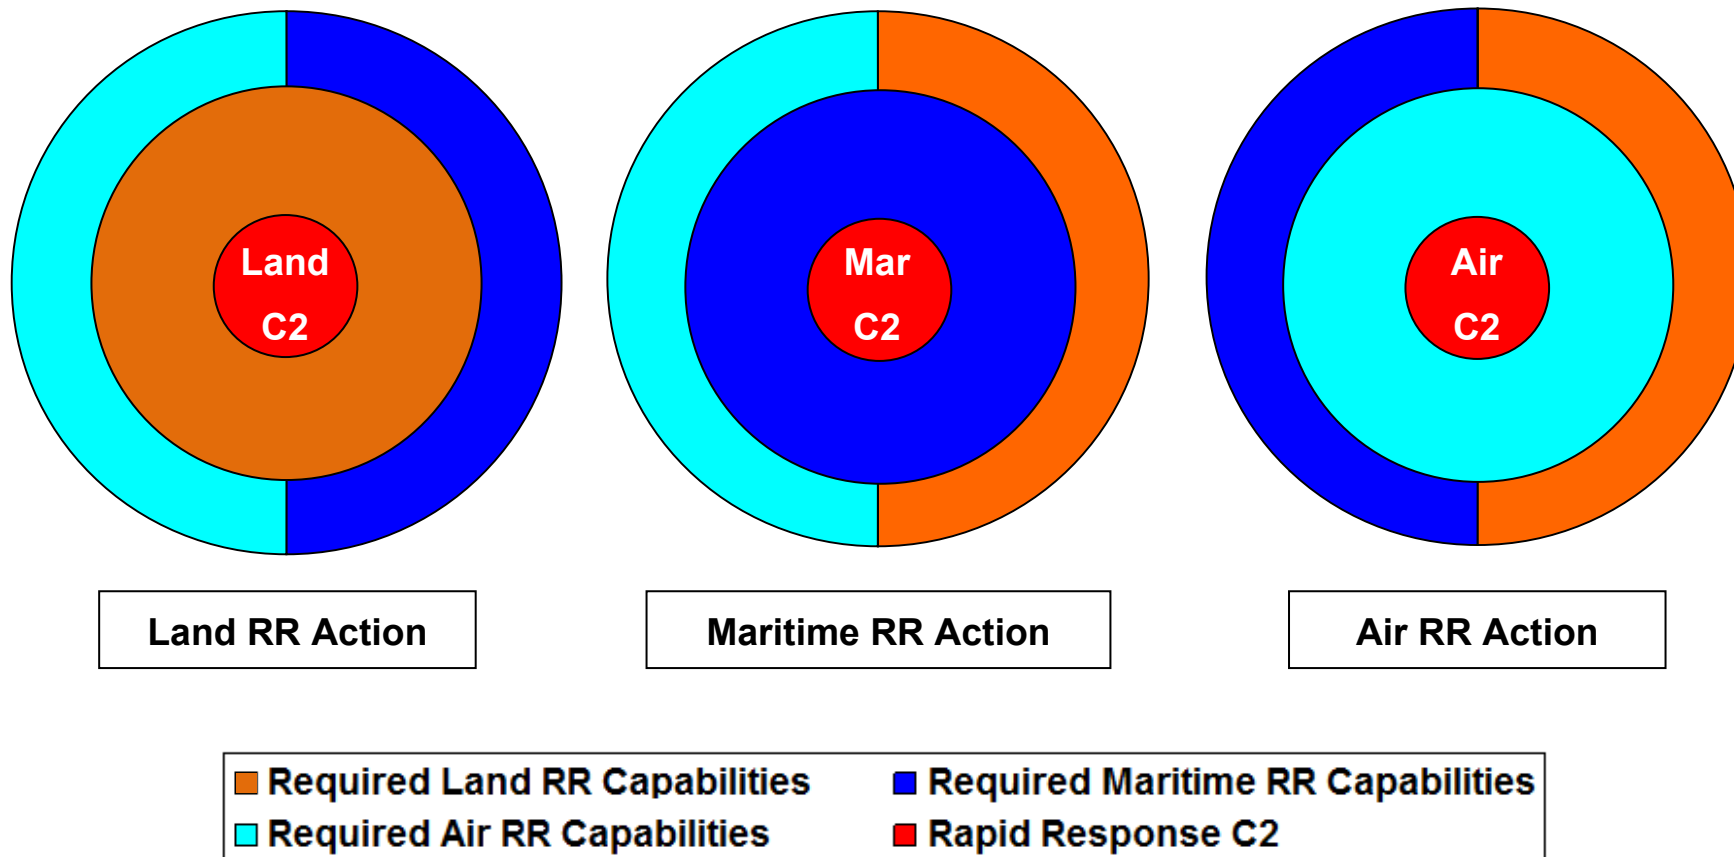 Land
C2
Mar
C2
Air
C2
Land RR Action
Maritime RR Action
Air RR Action
Required Land RR Capabilities
Required Maritime RR Capabilities
Required Air RR Capabilities
Rapid Response C2